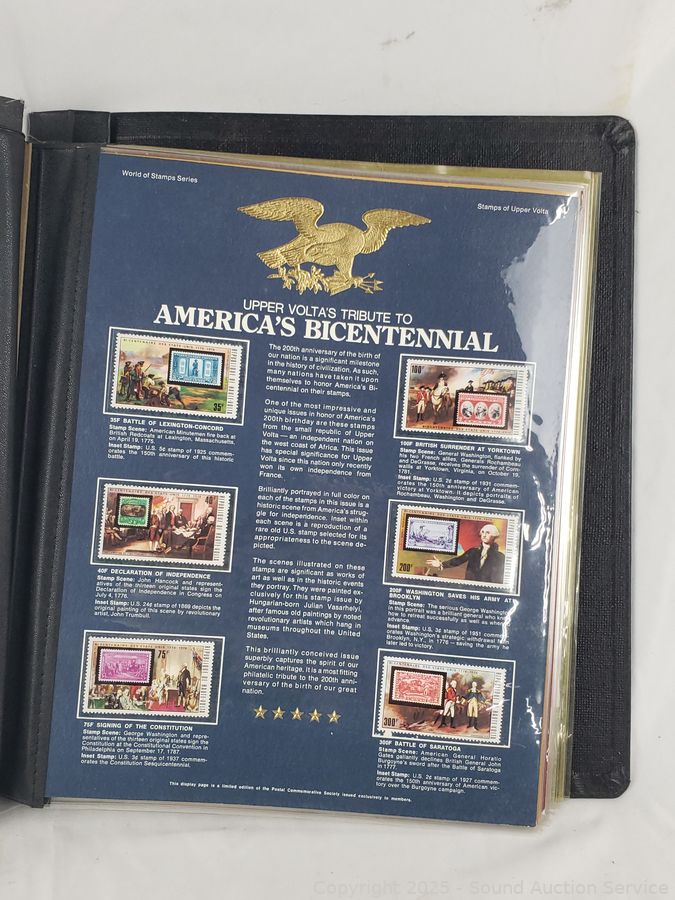 World of Stamps Series
Stamps of Upper Volta
UPPER VOLTA'S TRIBUTE TO
AMERICA'S BICENTENNIAL
35F
35F BATTLE OF LEXINGTON-CONCORD
Stamp Scene: American Minutemen fire back at
British Redcoats at Lexington, Massachusetts,
on April 19, 1775.
Inset Stamp: U.S. 5¢ stamp of 1925 commem-
orates the 150th anniversary of this historic
battle.
40F DECLARATION OF INDEPENDENCE
Stamp Scene: John Hancock and represent-
atives of the thirteen original states sign the
Declaration of Independence in Congress on
July 4, 1776.
Inset Stamp: U.S. 24¢ stamp of 1869 depicts the
original painting of this scene by revolutionary
artist, John Trumbull.
75F
75F SIGNING OF THE CONSTITUTION
Stamp Scene: George Washington and repre-
sentatives of the thirteen original states sign the
Constitution at the Constitutional Convention in
Philadelphia on September 17, 1787.
Inset Stamp: U.S. 3¢ stamp of 1937 commem-
orates the Constitution Sesquicentennial.
The 200th anniversary of the birth of
our nation is a significant milestone
in the history of civilization. As such,
many nations have taken it upon
themselves to honor America's Bi-
centennial on their stamps.
One of the most impressive and
unique issues in honor of America's
200th birthday are these stamps
from the small republic of Upper
Volta — an independent nation on
the west coast of Africa. This issue
has special significance for Upper
Volta since this nation only recently
won its own independence from
France.
Brilliantly portrayed in full color on
each of the stamps in this issue is a
historic scene from America's strug-
gle for independence. Inset within
each scene is a reproduction of a
rare old U.S. stamp selected for its
appropriateness to the scene de-
picted.
The scenes illustrated on these
stamps are significant as works of
art as well as in the historic events
they portray. They were painted ex-
clusively for this stamp issue by
Hungarian-born Julian Vasarhelyi,
after famous old paintings by noted
revolutionary artists which hang in
museums throughout the United
States.
This brilliantly conceived issue
superbly captures the spirit of our
American heritage. It is a most fitting
philatelic tribute to the 200th anni-
versary of the birth of our great
nation.
100F
100F BRITISH SURRENDER AT YORKTOWN
Stamp Scene: General Washington, flanked by
his two French allies, Generals Rochambeau
and DeGrasse, receives the surrender of Corn-
wallis at Yorktown, Virginia, on October 19,
1781.
Inset Stamp: U.S. 2¢ stamp of 1931 commem-
orates the 150th anniversary of American
victory at Yorktown. It depicts portraits of
Rochambeau, Washington and DeGrasse.
200F
200F WASHINGTON SAVES HIS ARMY AT
BROOKLYN
Stamp Scene: The serious George Washington
in this portrait is a brilliant general who knew
how to retreat successfully as well as when to
advance.
Inset Stamp: U.S. 3¢ stamp of 1951 commem-
orates Washington's strategic withdrawal from
Brooklyn, N.Y., in 1776 — saving the army he
later led to victory.
300F
300F BATTLE OF SARATOGA
Stamp Scene: American General Horatio
Gates gallantly declines British General John
Burgoyne's sword after the Battle of Saratoga
in 1777.
Inset Stamp: U.S. 2¢ stamp of 1927 commem-
orates the 150th anniversary of American vic-
tory over the Burgoyne campaign.
This display page is a limited edition of the Postal Commemorative Society issued exclusively to members.
Copyright 2025 - Sound Auction Service